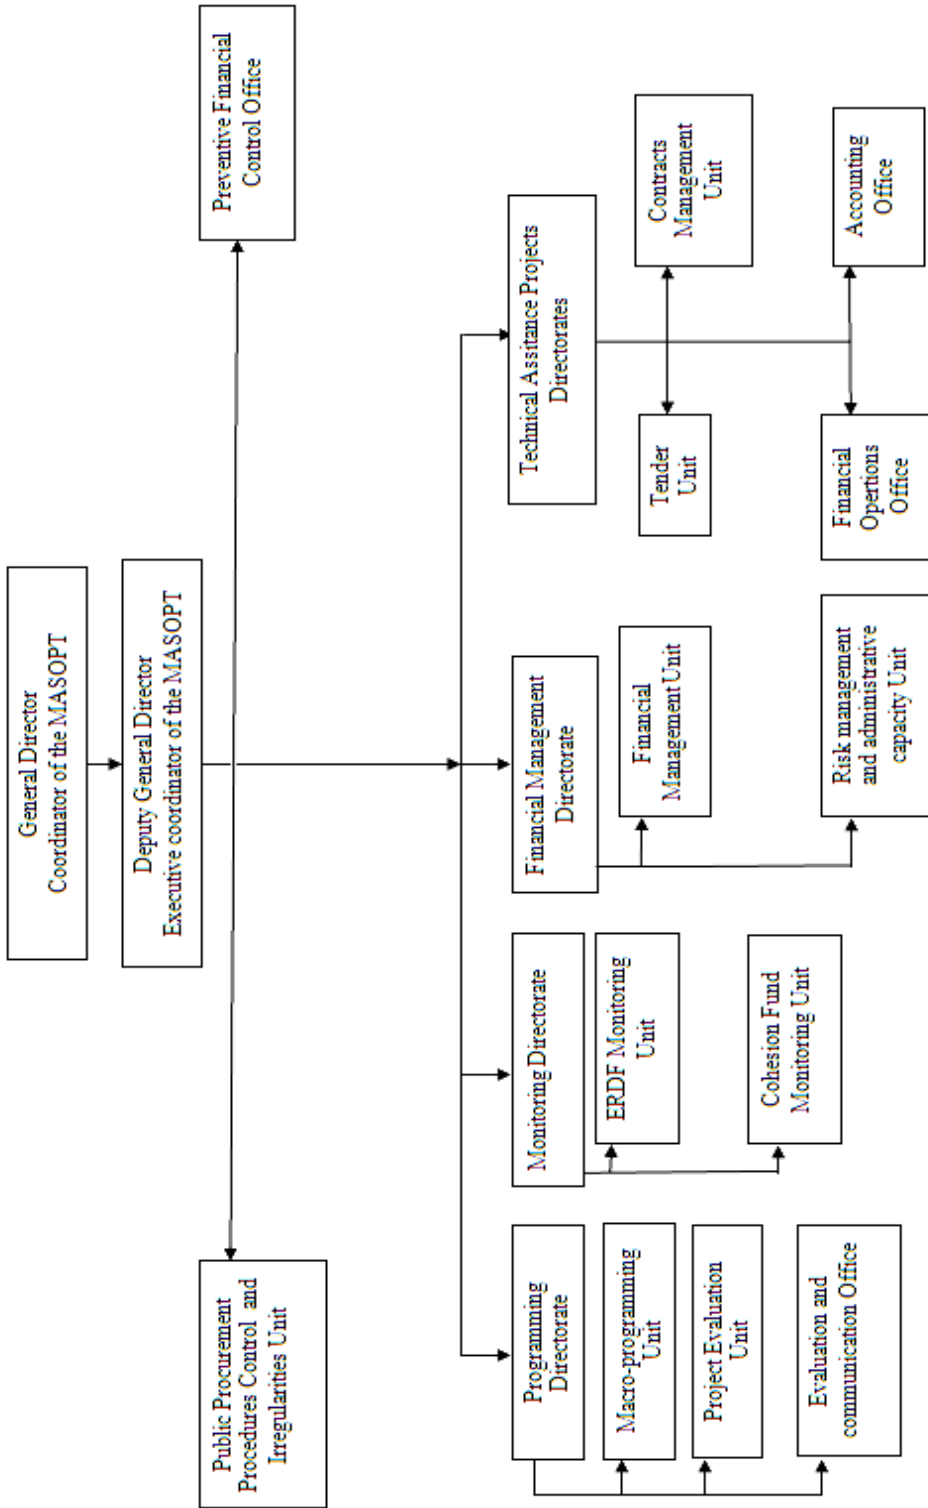 General Director
Coordinator of the MASOPT
Deputy General Director
Executive coordinator of the MASOPT
Public Procurement
Procedures Control and
Irregularities Unit
Preventive Financial
Control Office
Programming
Directorate
Monitoring Directorate
Financial Management
Directorate
Technical Assitance Projects
Directorates
Macro-programming
Unit
Project Evaluation
Unit
Evaluation and
communication Office
ERDF Monitoring
Unit
Cohesion Fund
Monitoring Unit
Financial
Management Unit
Risk management
and administrative
capacity Unit
Tender
Unit
Contracts
Management
Unit
Financial
Opertions
Office
Accounting
Office